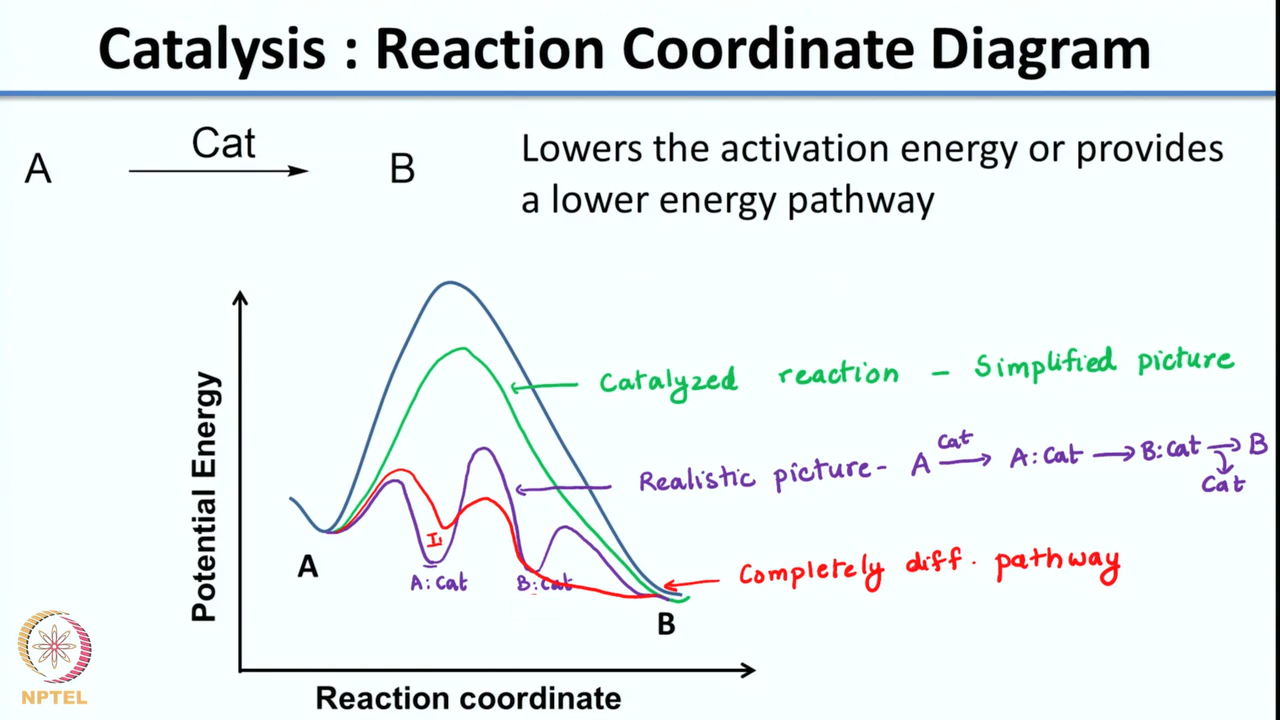 Catalysis : Reaction Coordinate Diagram
A
Cat
B
Lowers the activation energy or provides
a lower energy pathway
Potential Energy
Catalyzed reaction - Simplified picture
Realistic picture - A Cat → A:Cat → B:Cat → B
Cat
I
A
A:Cat
B:Cat
Completely diff. pathway
B
Reaction coordinate
NPTEL